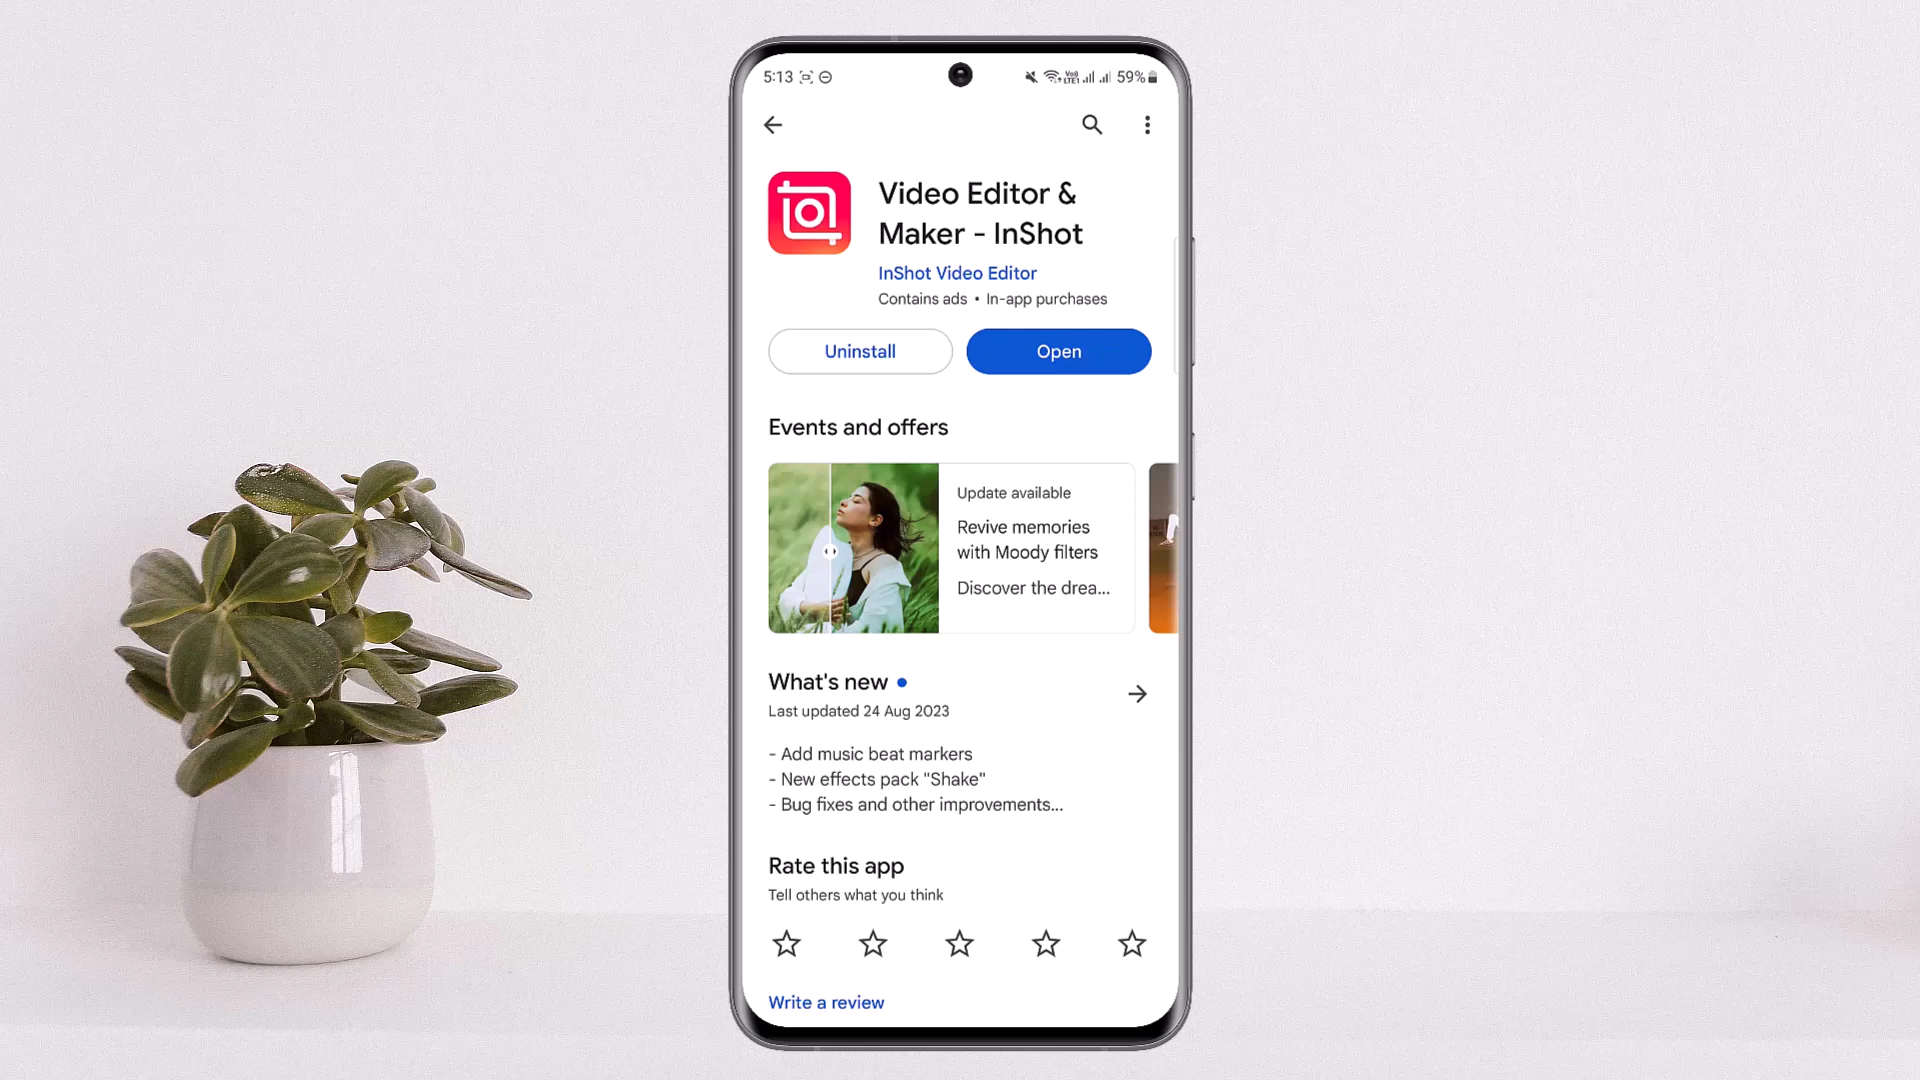 5:13
59%
Video Editor &
Maker - InShot
InShot Video Editor
Contains ads • In-app purchases
Uninstall
Open
Events and offers
Update available
Revive memories
with Moody filters
Discover the drea...
What's new
Last updated 24 Aug 2023
- Add music beat markers
- New effects pack "Shake"
- Bug fixes and other improvements...
Rate this app
Tell others what you think
Write a review